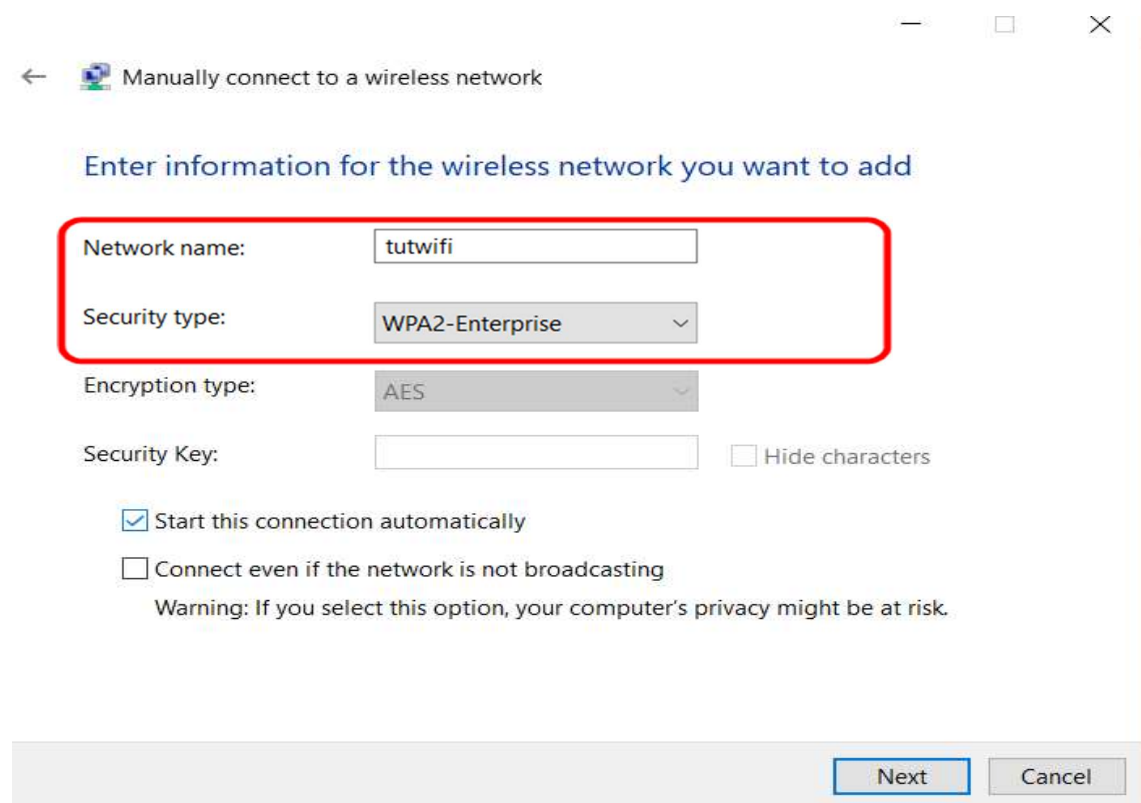 Manually connect to a wireless network
Enter information for the wireless network you want to add
Network name: tutwifi
Security type: WPA2-Enterprise
Encryption type: AES
Security Key: Hide characters
Start this connection automatically
Connect even if the network is not broadcasting
Warning: If you select this option, your computer's privacy might be at risk.
Next Cancel